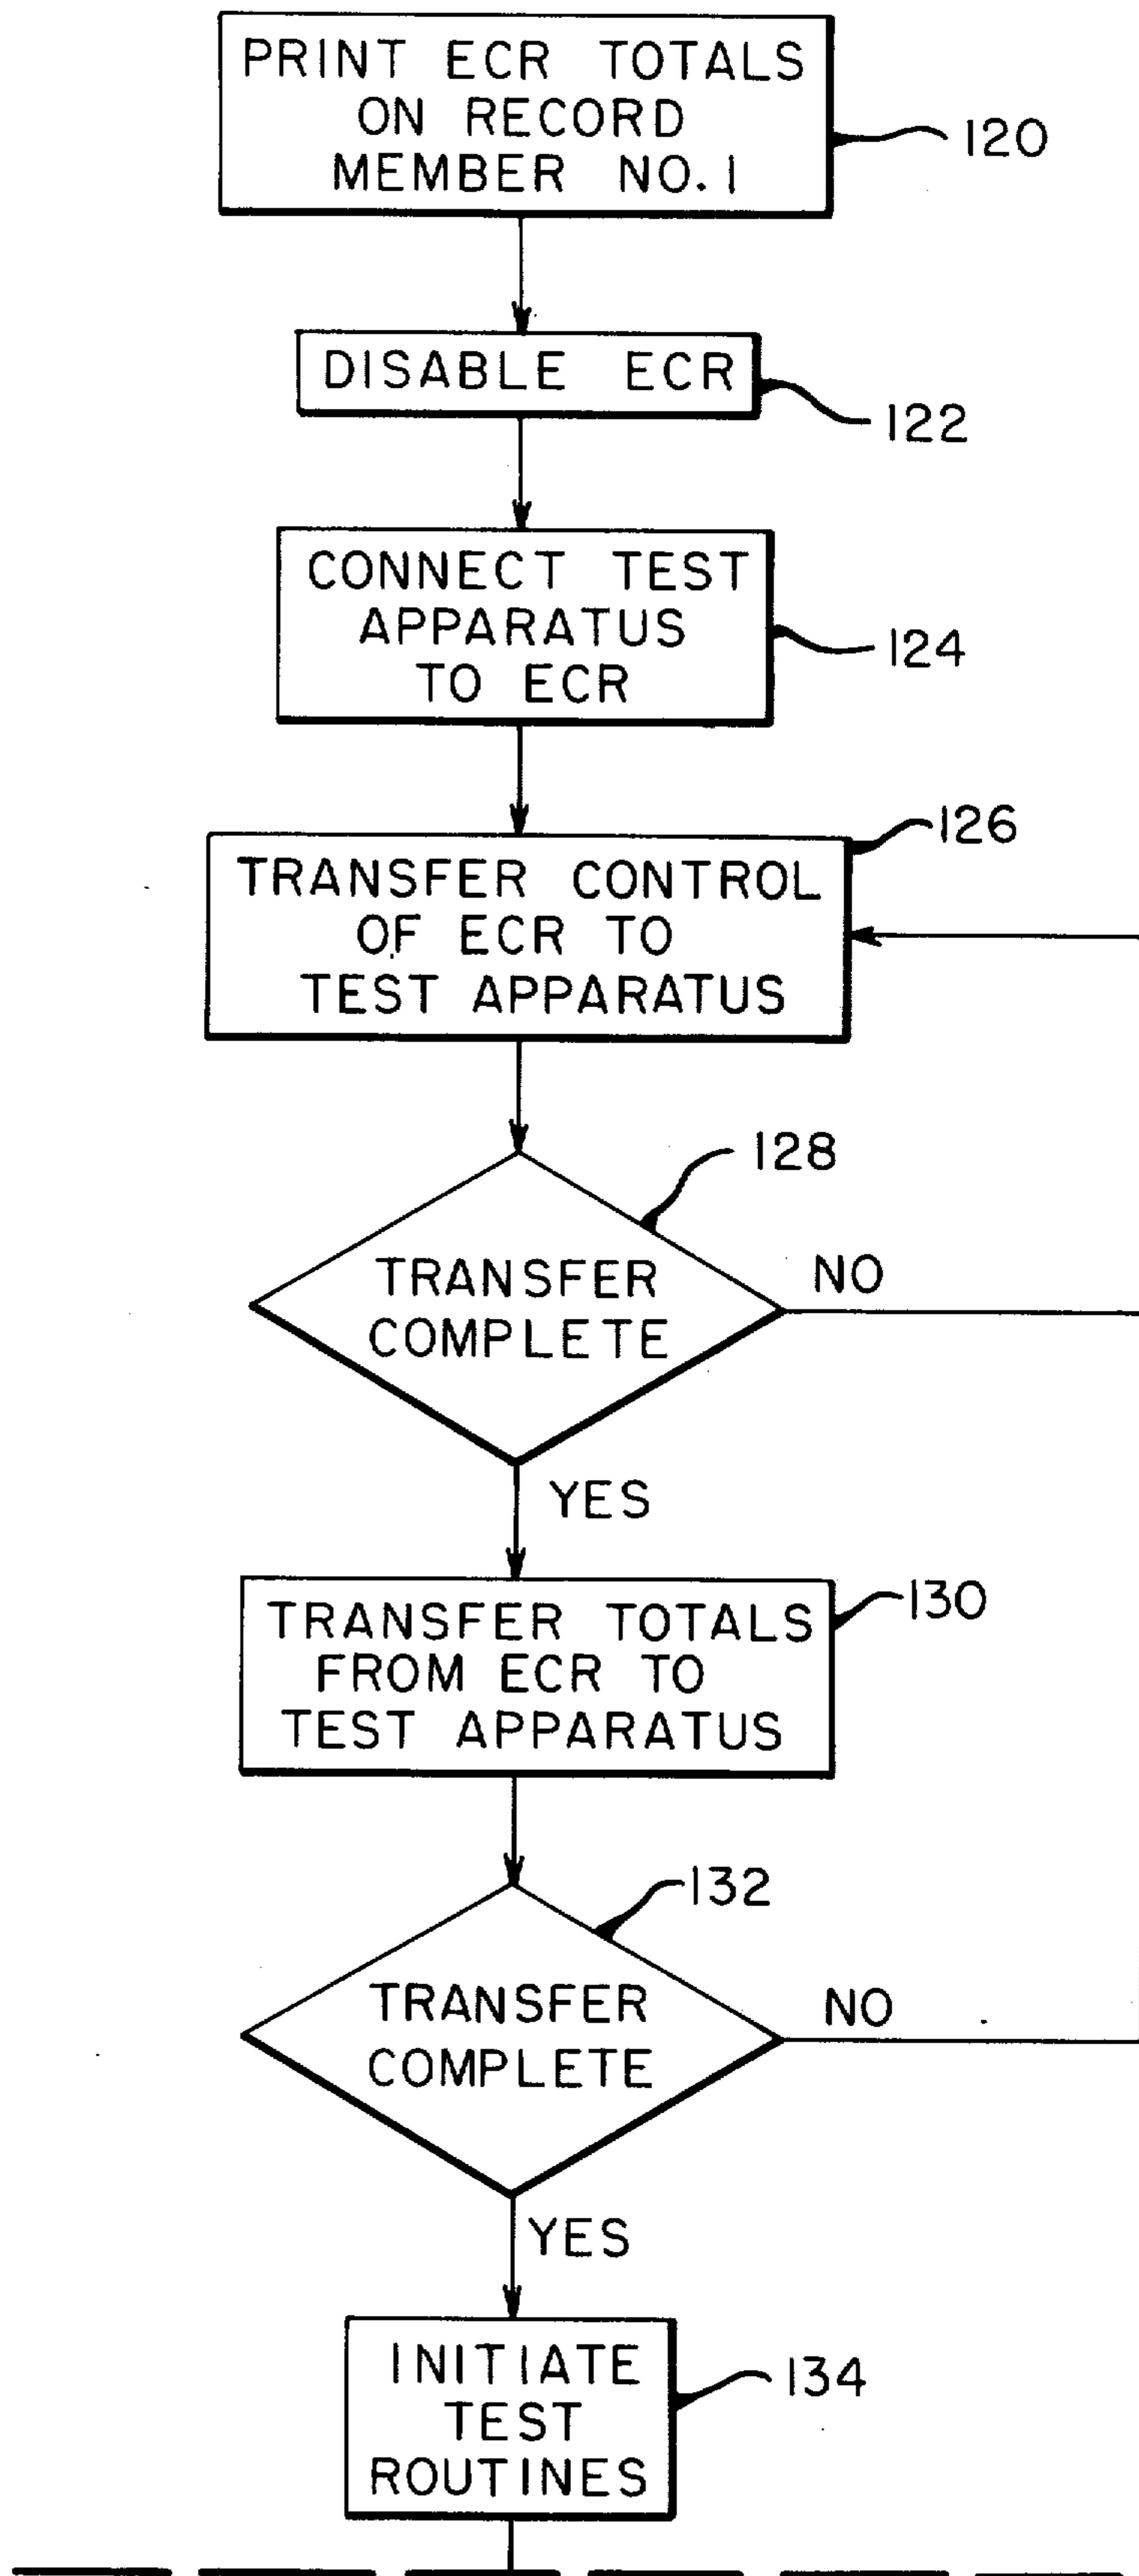 PRINT ECR TOTALS
ON RECORD
MEMBER NO. 1
120
DISABLE ECR
122
CONNECT TEST
APPARATUS
TO ECR
124
126
TRANSFER CONTROL
OF ECR TO
TEST APPARATUS
128
TRANSFER
COMPLETE
NO
YES
130
TRANSFER TOTALS
FROM ECR TO
TEST APPARATUS
132
TRANSFER
COMPLETE
NO
YES
INITIATE
TEST
ROUTINES
134